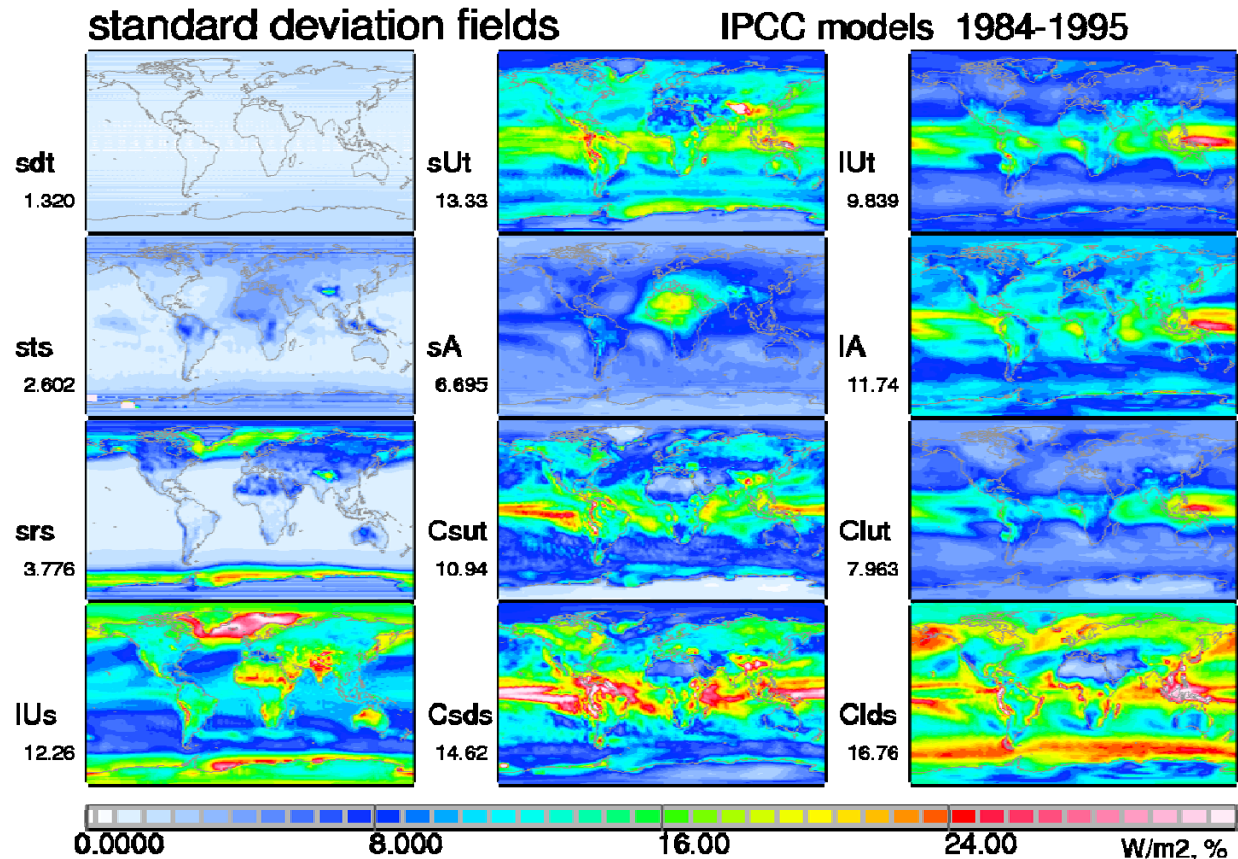 standard deviation fields IPCC models 1984-1995
sdt
1.320
sUt
13.33
lUt
9.839
sts
2.602
sA
6.695
lA
11.74
srs
3.776
Csut
10.94
Clut
7.963
lUs
12.26
Csds
14.62
Clds
16.76
0.0000 8.000 16.00 24.00 W/m2, %